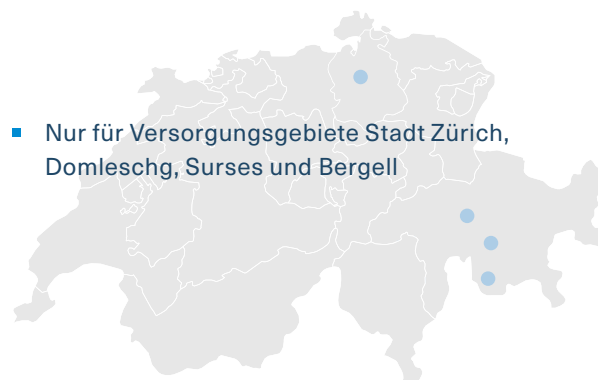 Nur für Versorgungsgebiete Stadt Zürich,
Domleschg, Surses und Bergell